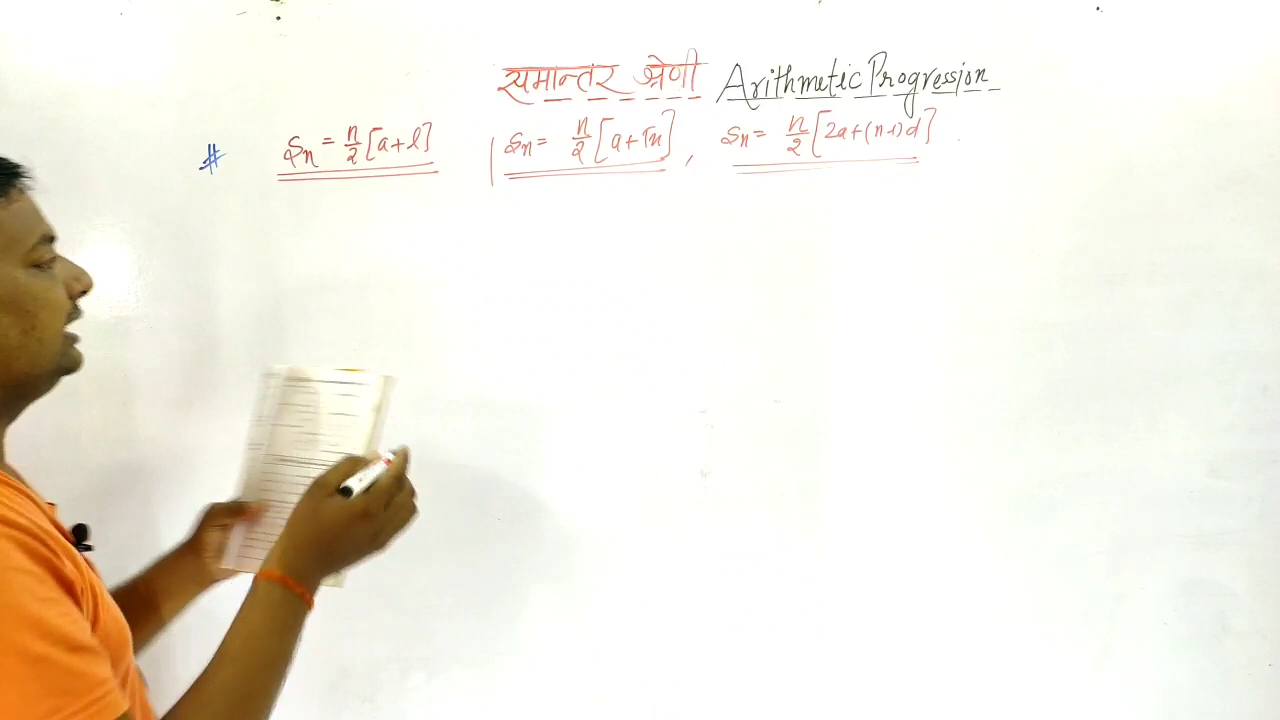 समान्तर श्रेणी Arithmetic Progression
# Sn = n/2 [a+l] | Sn = n/2 [a+Tn] , Sn = n/2 [2a+(n-1)d]